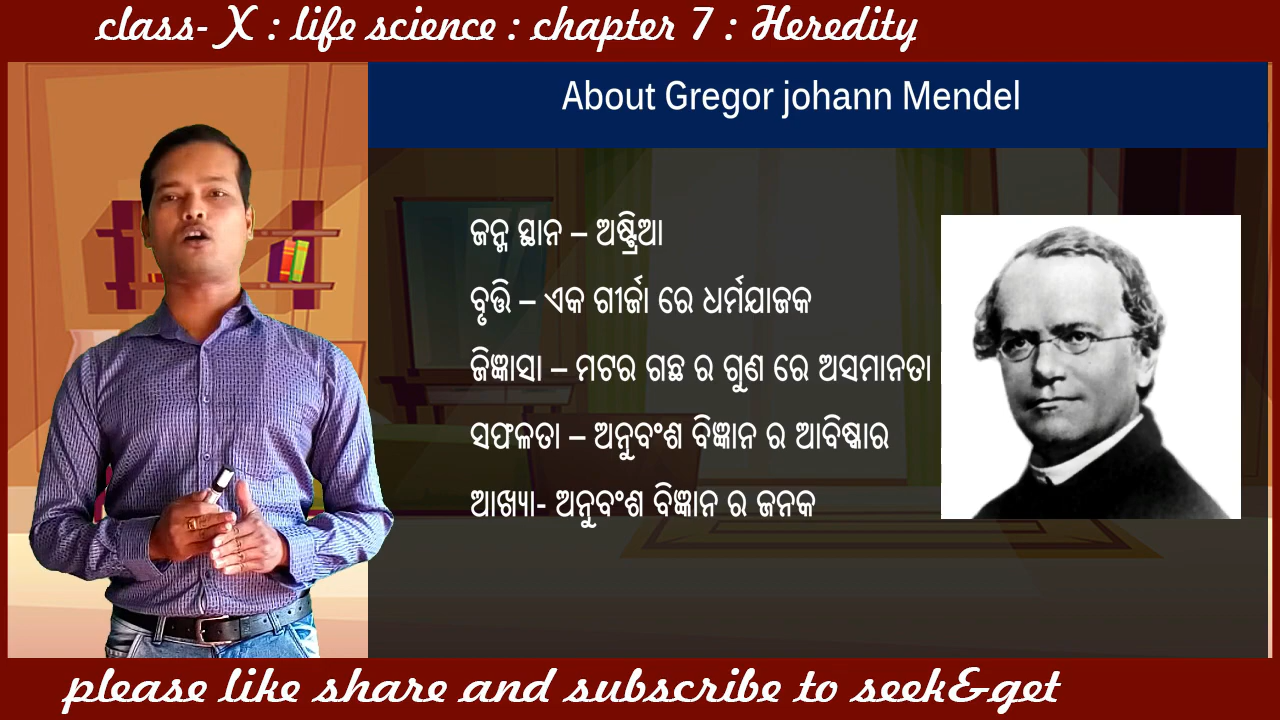 class- X : life science : chapter 7 : Heredity
About Gregor johann Mendel
ଜନ୍ମ ସ୍ଥାନ – ଅଷ୍ଟ୍ରିଆ
ବୃତ୍ତି – ଏକ ଗୀର୍ଜା ରେ ଧର୍ମଯାଜକ
ଜିଜ୍ଞାସା – ମଟର ଗଛ ର ଗୁଣ ରେ ଅସମାନତା
ସଫଳତା – ଅନୁବଂଶ ବିଜ୍ଞାନ ର ଆବିଷ୍କାର
ଆଖ୍ୟା- ଅନୁବଂଶ ବିଜ୍ଞାନ ର ଜନକ
please like share and subscribe to seek&get